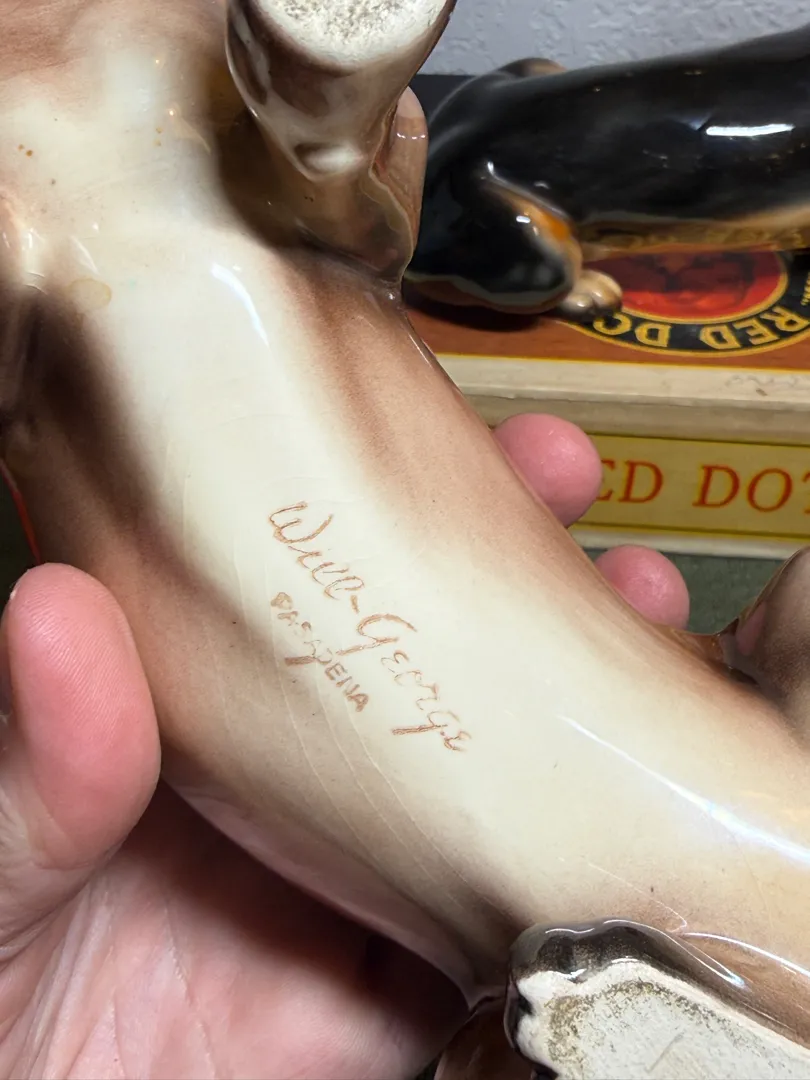 Will-George
PASADENA
RED DO
RED DOT